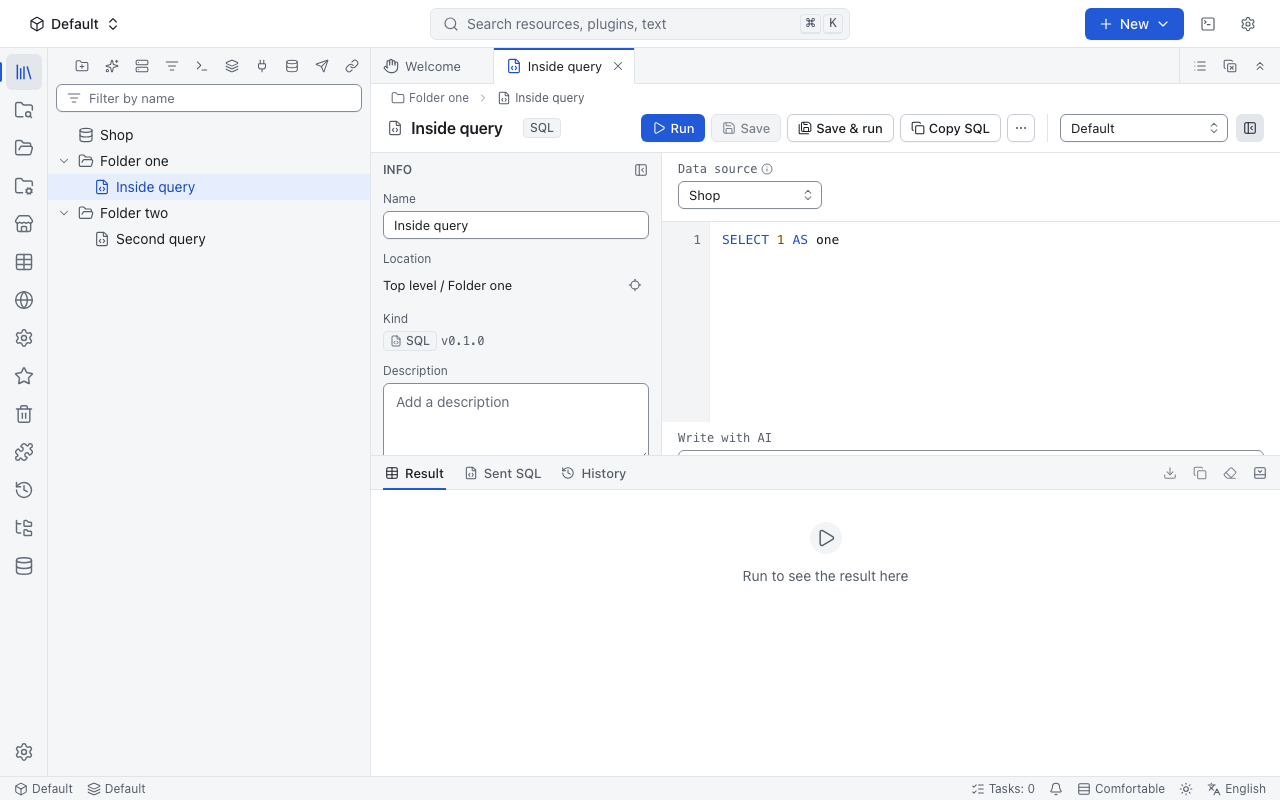 Default
Search resources, plugins, text
⌘ K
New
Welcome
Inside query
Filter by name
Shop
Folder one
Inside query
Folder two
Second query
Folder one
Inside query
Inside query
SQL
Run
Save
Save & run
Copy SQL
Default
INFO
Name
Inside query
Location
Top level / Folder one
Kind
SQL v0.1.0
Description
Add a description
Data source
Shop
1 SELECT 1 AS one
Write with AI
Result
Sent SQL
History
Run to see the result here
Default
Default
Tasks: 0
Comfortable
English